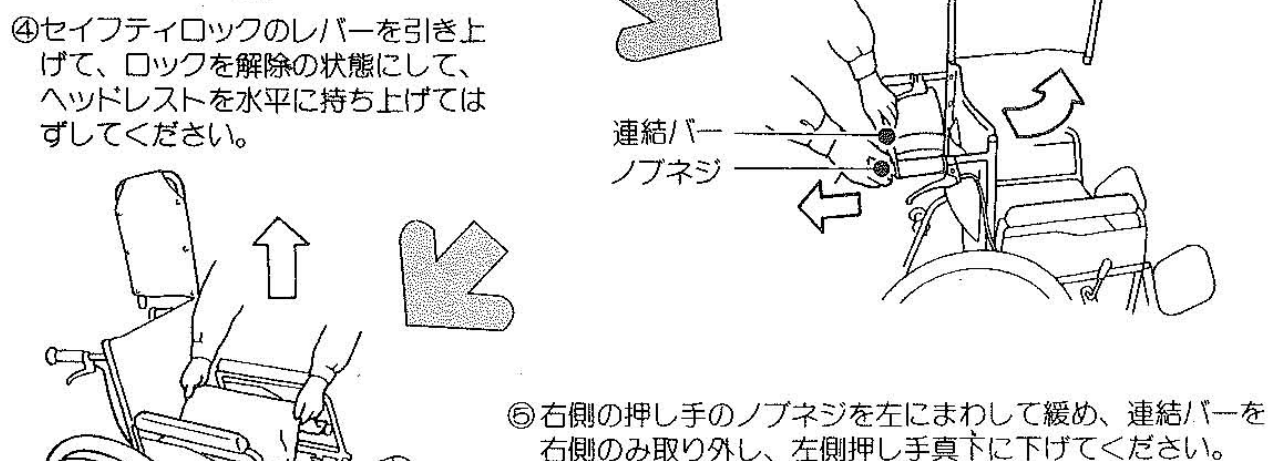 ④セイフティロックのレバーを引き上
げて、ロックを解除の状態にして、
ヘッドレストを水平に持ち上げては
ずしてください。
連結バー
ノブネジ
⑤右側の押し手のノブネジを左にまわして緩め、連結バーを
右側のみ取り外し、左側押し手真下に下げてください。